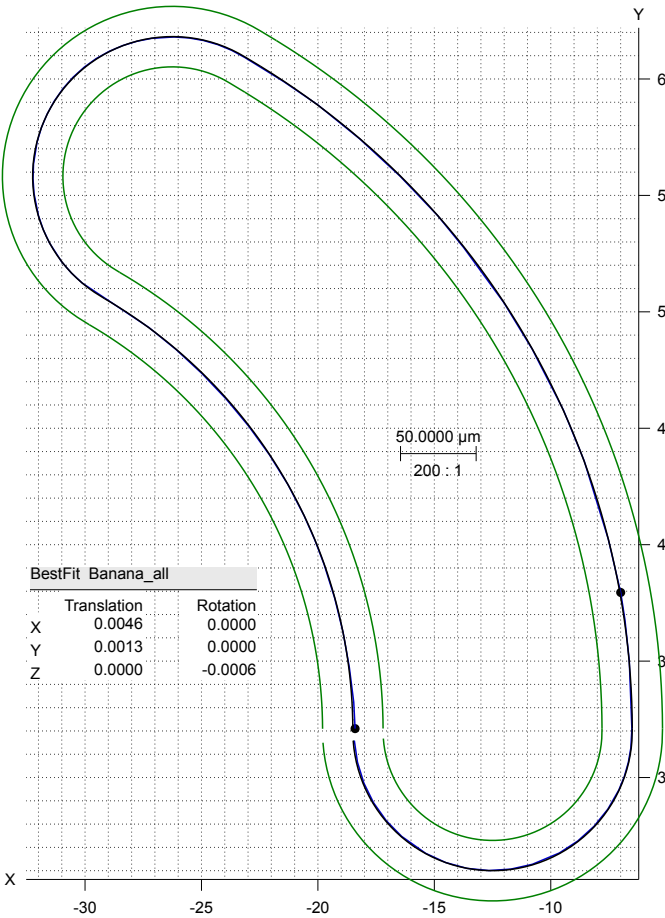 Y
6
5
5
4
50.0000 µm
200 : 1
4
BestFit Banana_all
Translation Rotation
X 0.0046 0.0000
Y 0.0013 0.0000
Z 0.0000 -0.0006
3
3
X
-30 -25 -20 -15 -10